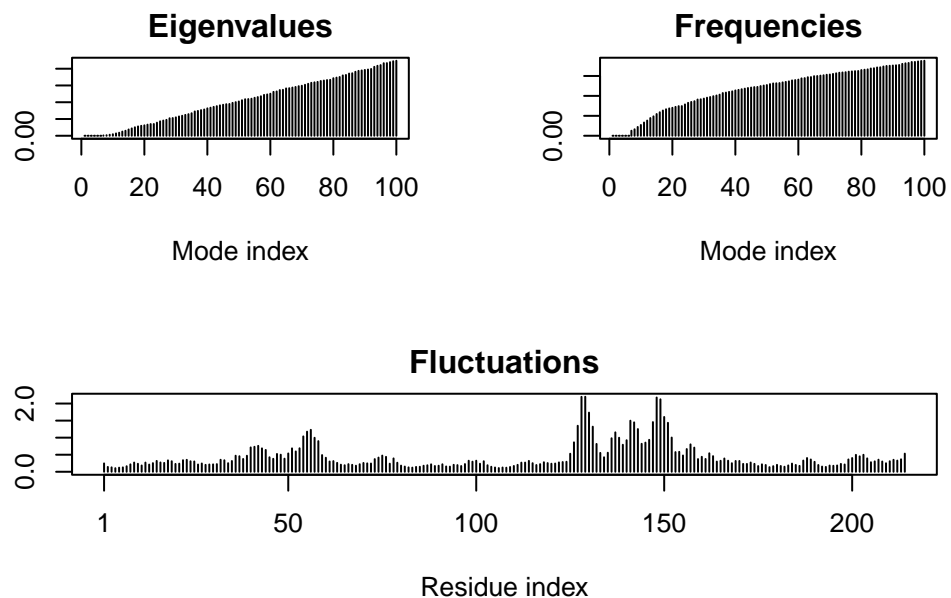 Eigenvalues
0.00
0 20 40 60 80 100
Mode index
Frequencies
0.00
0 20 40 60 80 100
Mode index
Fluctuations
2.0
0.0
1 50 100 150 200
Residue index